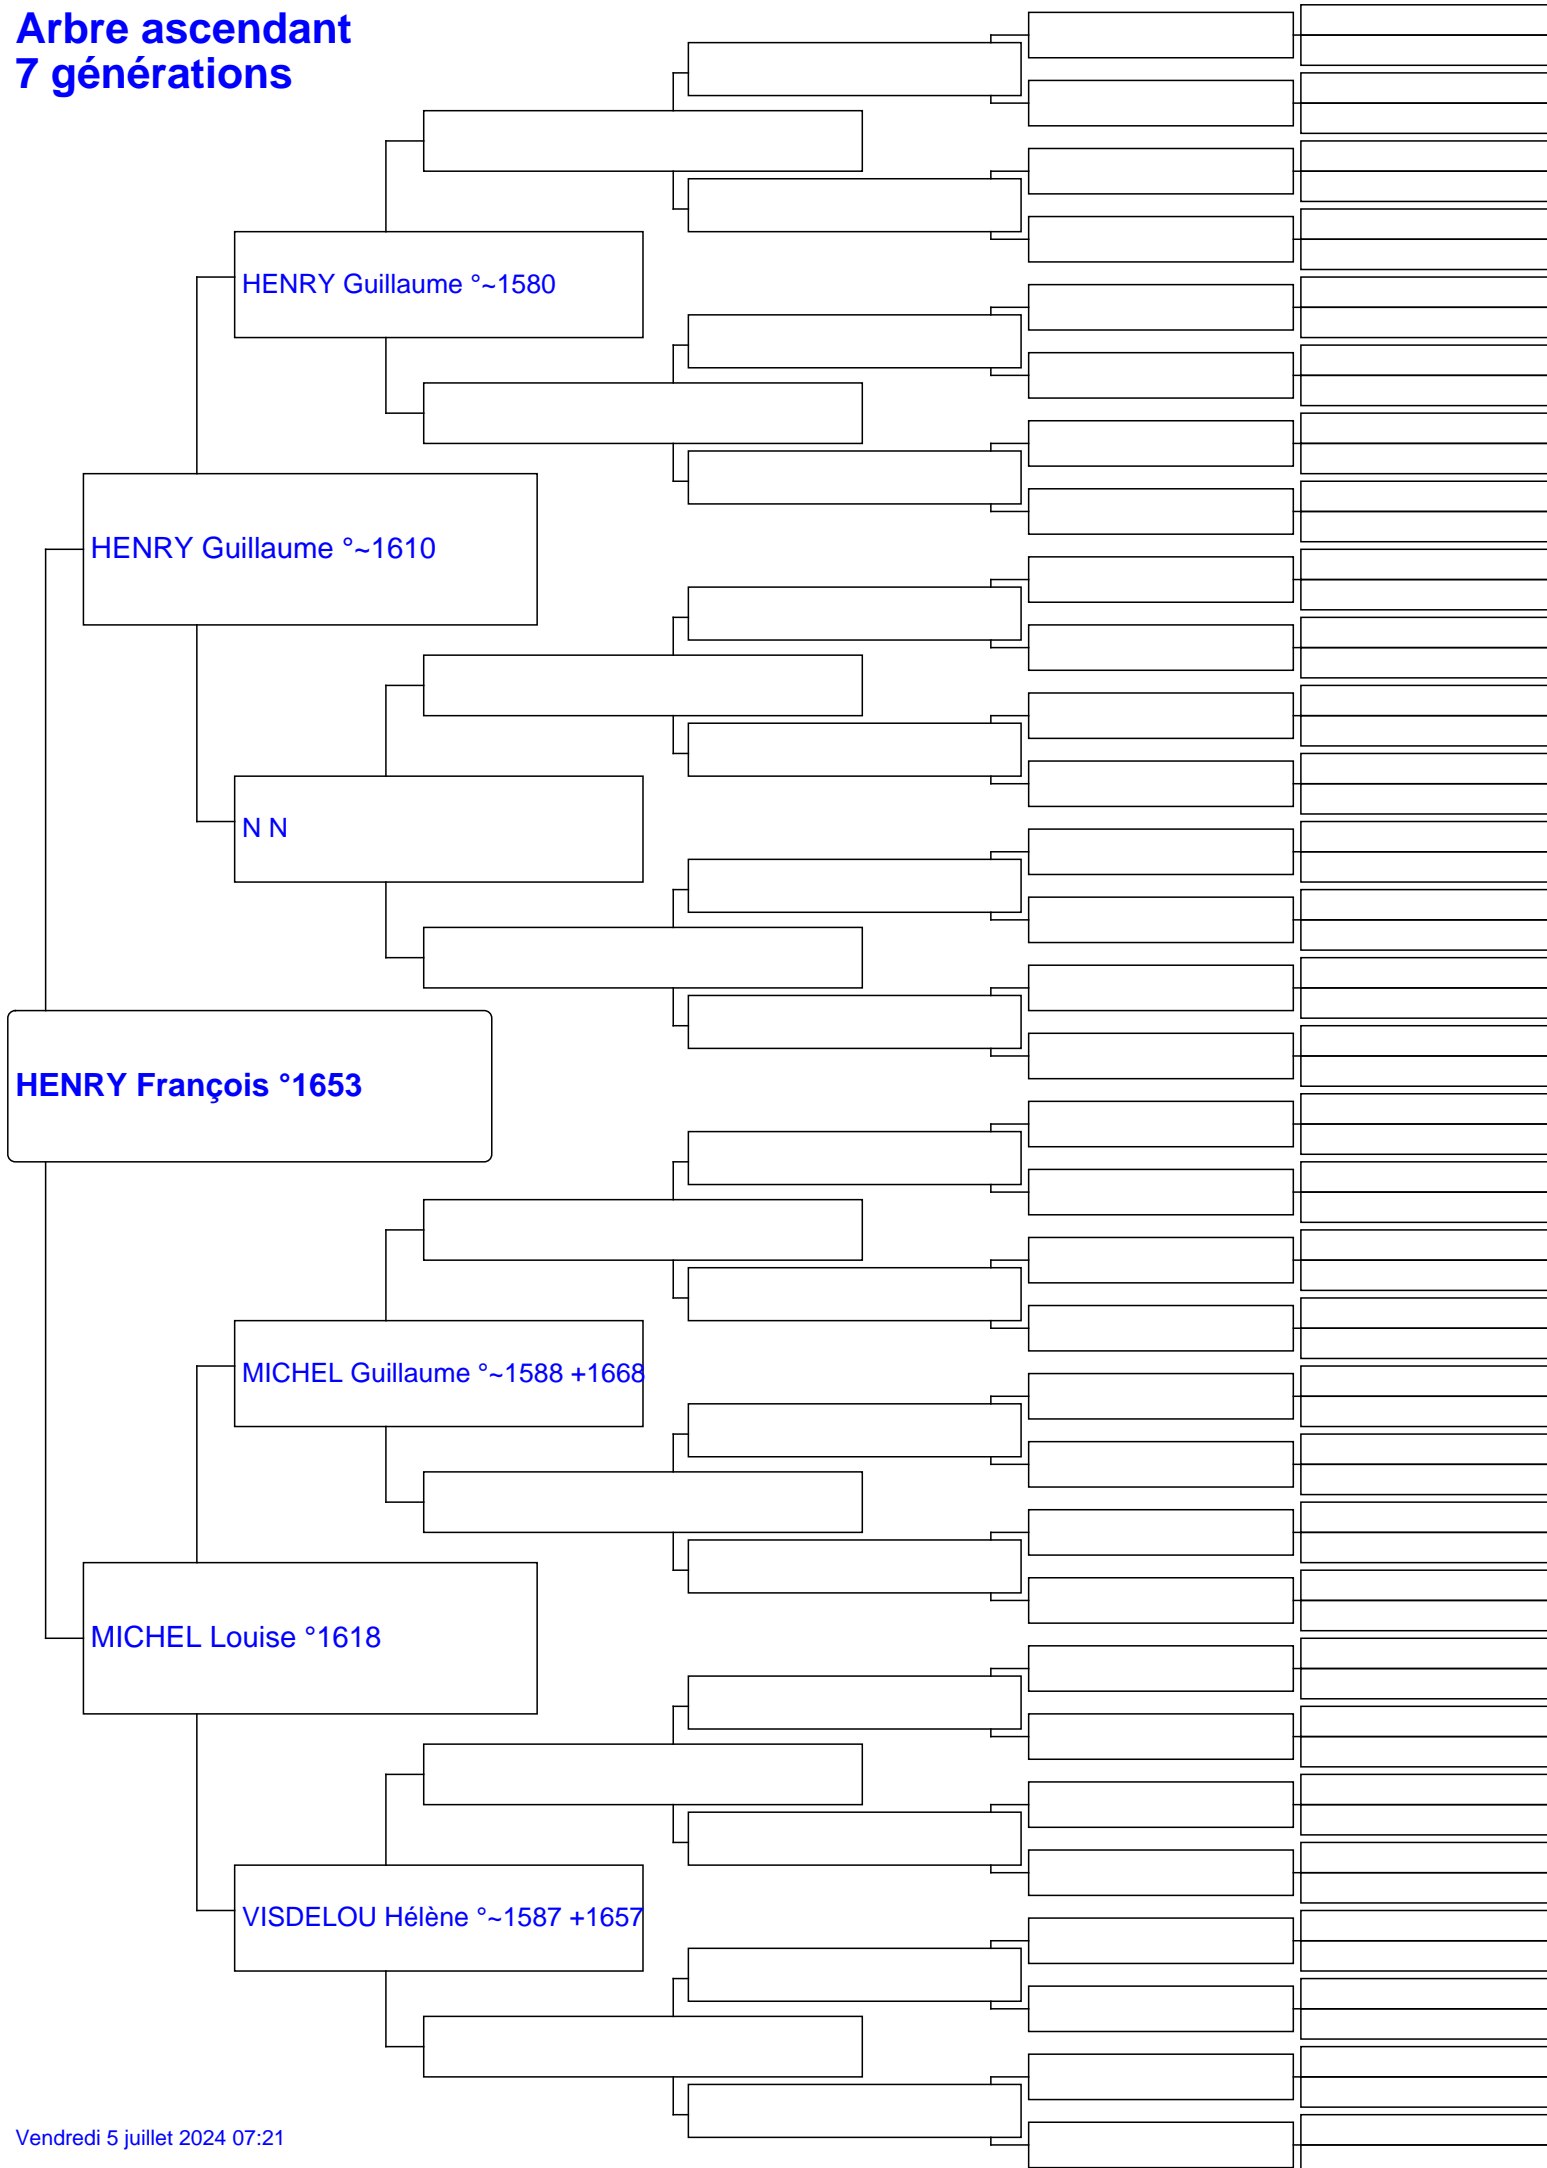 Arbre ascendant
7 générations
HENRY Guillaume °~1580
HENRY Guillaume °~1610
N N
HENRY François °1653
MICHEL Guillaume °~1588 +1668
MICHEL Louise °1618
VISDELOU Hélène °~1587 +1657
Vendredi 5 juillet 2024 07:21